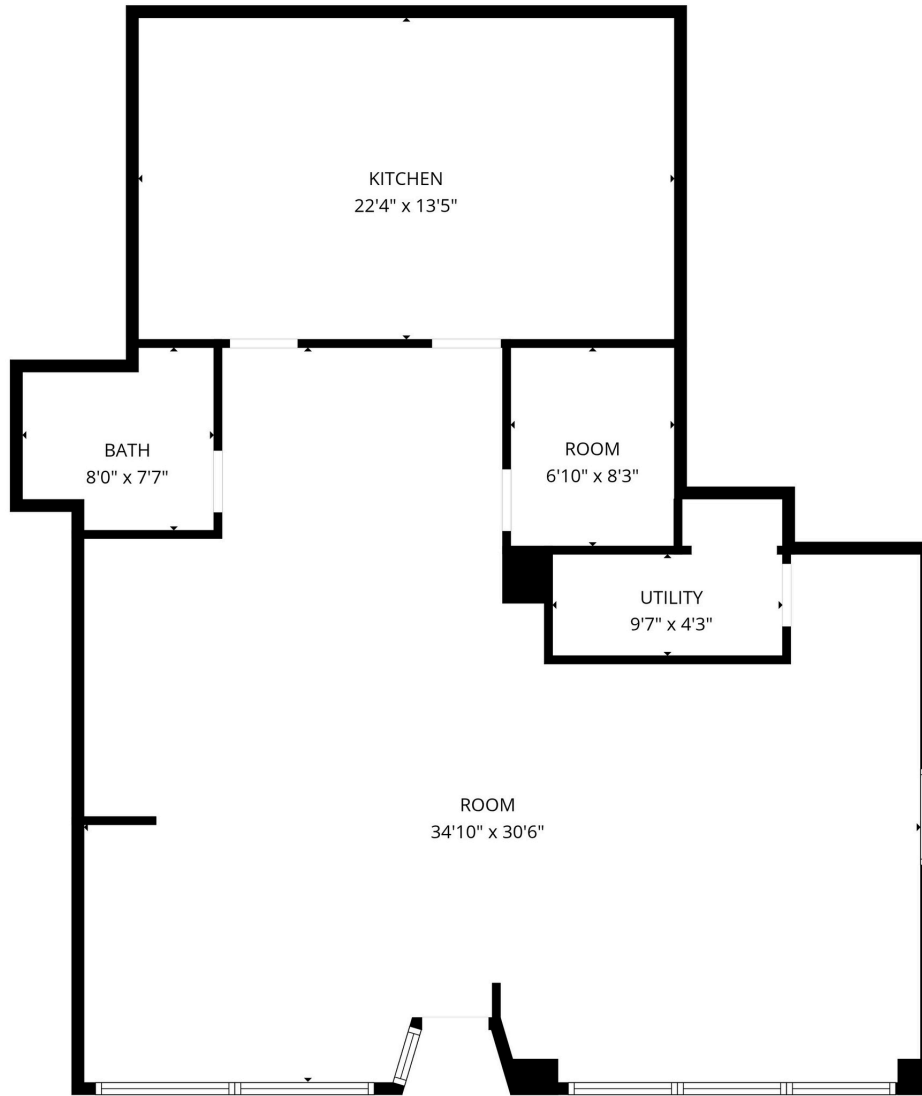 KITCHEN
22'4" x 13'5"
BATH
8'0" x 7'7"
ROOM
6'10" x 8'3"
UTILITY
9'7" x 4'3"
ROOM
34'10" x 30'6"